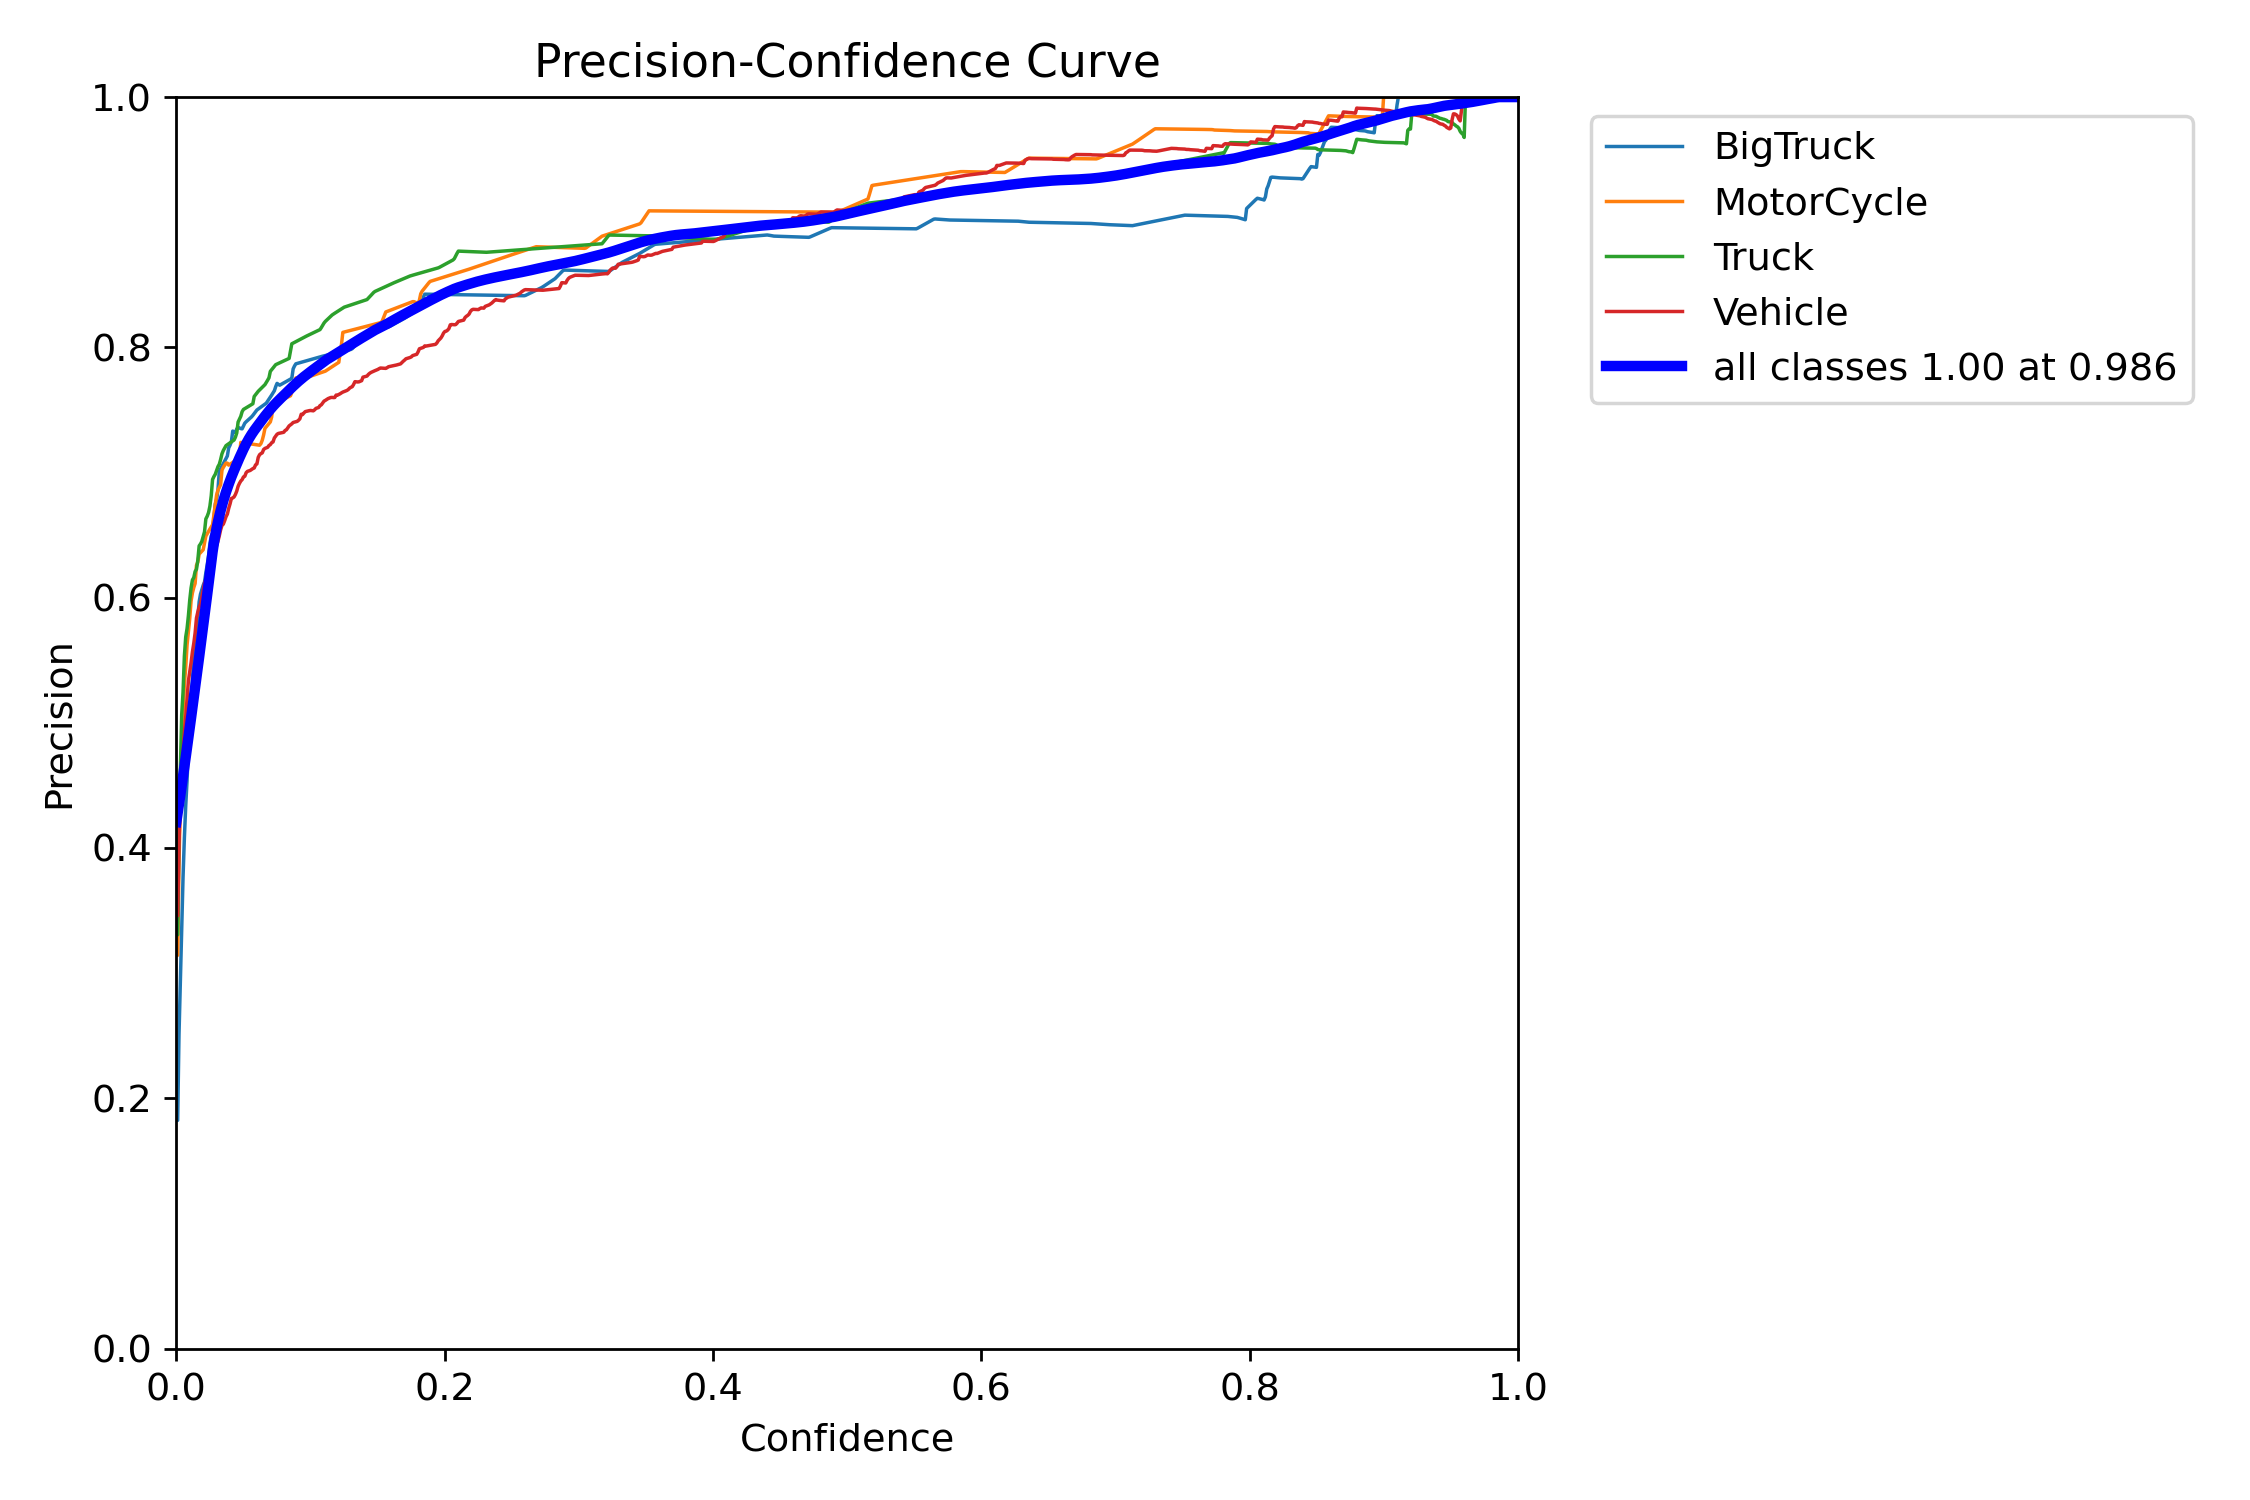 Precision-Confidence Curve
1.0
0.8
0.6
0.4
0.2
0.0
Precision
0.0 0.2 0.4 0.6 0.8 1.0
Confidence
BigTruck
MotorCycle
Truck
Vehicle
all classes 1.00 at 0.986